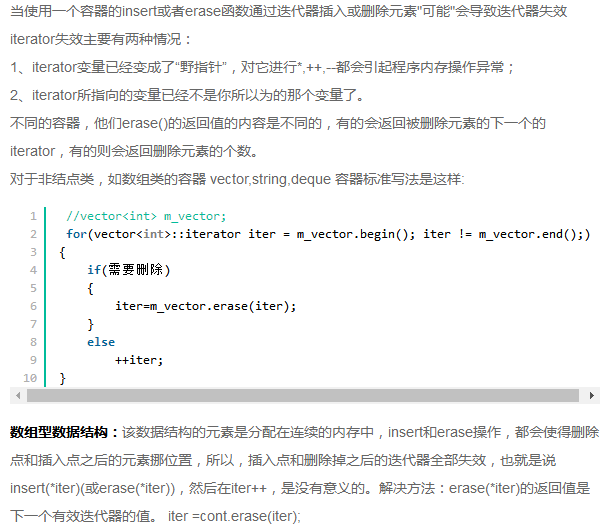 当使用一个容器的insert或者erase函数通过迭代器插入或删除元素"可能"会导致迭代器失效
iterator失效主要有两种情况：
1、iterator变量已经变成了“野指针”，对它进行*,++,--都会引起程序内存操作异常；
2、iterator所指向的变量已经不是你所以为的那个变量了。
不同的容器，他们erase()的返回值的内容是不同的，有的会返回被删除元素的下一个的
iterator，有的则会返回删除元素的个数。
对于非结点类，如数组类的容器 vector,string,deque 容器标准写法是这样:
1 //vector<int> m_vector;
2 for(vector<int>::iterator iter = m_vector.begin(); iter != m_vector.end();)
3 {
4 if(需要删除)
5 {
6 iter=m_vector.erase(iter);
7 }
8 else
9 ++iter;
10 }
数组型数据结构：该数据结构的元素是分配在连续的内存中，insert和erase操作，都会使得删除
点和插入点之后的元素挪位置，所以，插入点和删除掉之后的迭代器全部失效，也就是说
insert(*iter)(或erase(*iter))，然后在iter++，是没有意义的。解决方法：erase(*iter)的返回值是
下一个有效迭代器的值。 iter =cont.erase(iter);